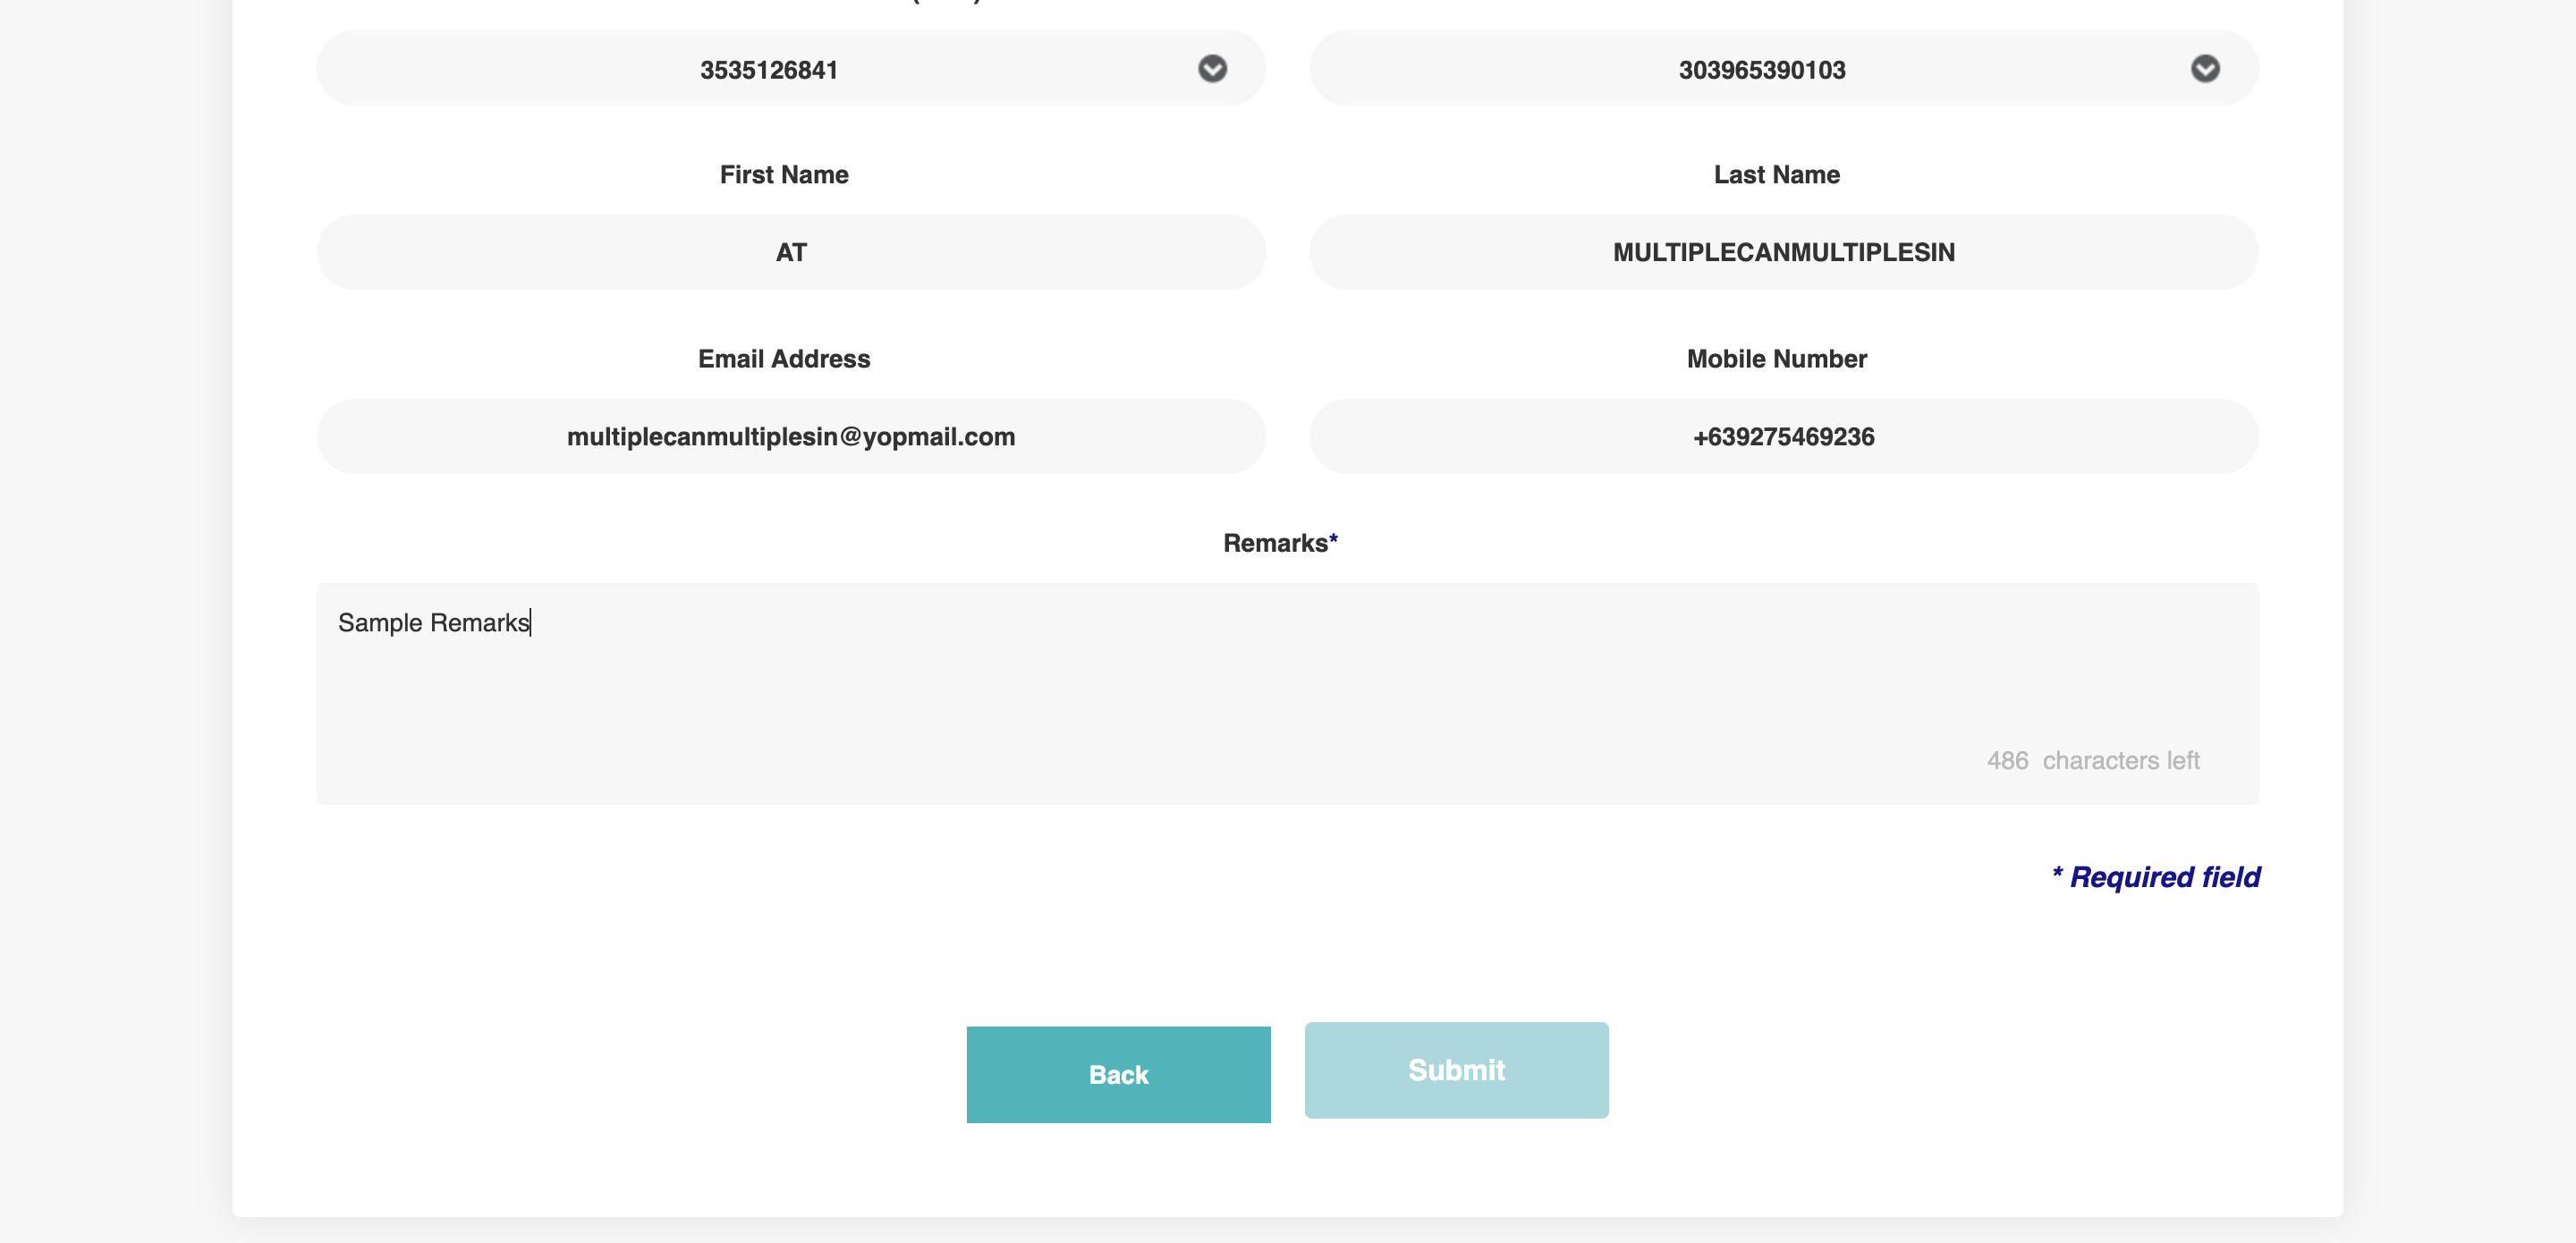 3535126841
303965390103
First Name
Last Name
AT
MULTIPLECANMULTIPLESIN
Email Address
Mobile Number
multiplecanmultiplesin@yopmail.com
+639275469236
Remarks*
Sample Remarks
486 characters left
* Required field
Back
Submit